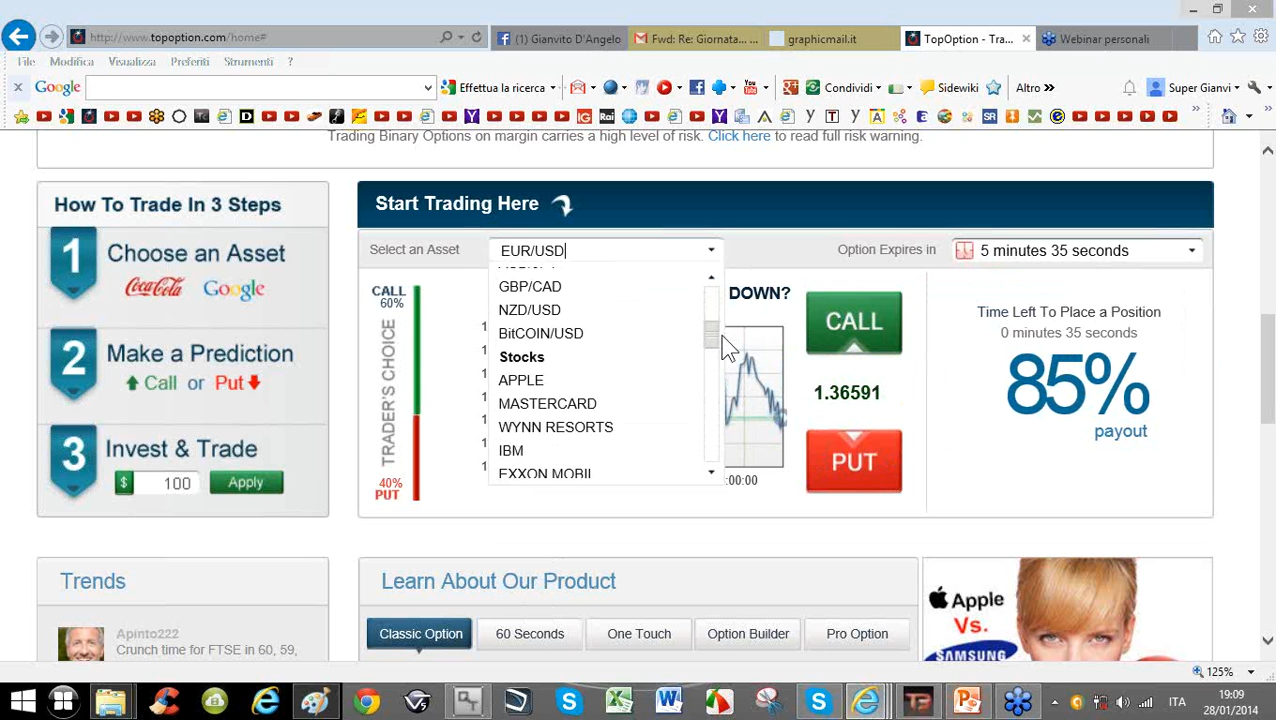 http://www.topoption.com/home#
(1) Gianvito D'Angelo
Fwd: Re: Giornata...
graphicmail.it
TopOption - Tra...
Webinar personali
File Modifica Visualizza Preferiti Strumenti ?
Google
Effettua la ricerca
Condividi
Sidewiki
Altro
Super Gianvi
Trading Binary Options on margin carries a high level of risk. Click here to read full risk warning.
How To Trade In 3 Steps
1
Choose an Asset
Coca-Cola Google
2
Make a Prediction
Call or Put
3
Invest & Trade
$ 100 Apply
Start Trading Here
Select an Asset
EUR/USD
Option Expires in
5 minutes 35 seconds
GBP/CAD
NZD/USD
BitCOIN/USD
Stocks
APPLE
MASTERCARD
WYNN RESORTS
IBM
EXXON MOBIL
CALL
60%
TRADER'S CHOICE
40%
PUT
DOWN?
:00:00
CALL
1.36591
PUT
Time Left To Place a Position
0 minutes 35 seconds
85%
payout
Trends
Apinto222
Crunch time for FTSE in 60, 59,
Learn About Our Product
Classic Option
60 Seconds
One Touch
Option Builder
Pro Option
Apple
Vs.
SAMSUNG
125%
ITA
19:09
28/01/2014